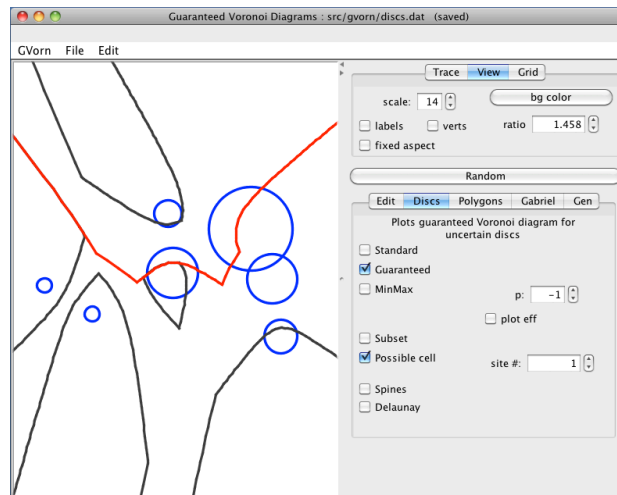 Guaranteed Voronoi Diagrams : src/gvorn/discs.dat (saved)
GVorn File Edit
Trace View Grid
scale: 14 bg color
labels verts ratio 1.458
fixed aspect
Random
Edit Discs Polygons Gabriel Gen
Plots guaranteed Voronoi diagram for
uncertain discs
Standard
Guaranteed
MinMax p: -1
plot eff
Subset
Possible cell site #: 1
Spines
Delaunay